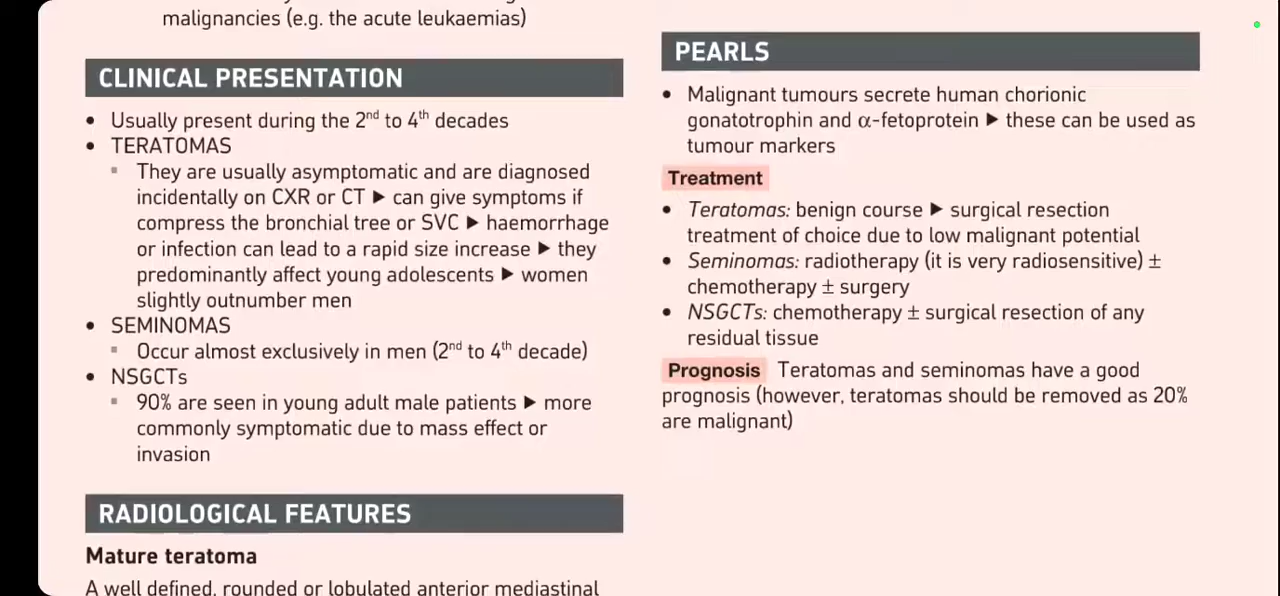 malignancies (e.g. the acute leukaemias)
CLINICAL PRESENTATION
• Usually present during the 2nd to 4th decades
• TERATOMAS
▪ They are usually asymptomatic and are diagnosed
incidentally on CXR or CT ▶ can give symptoms if
compress the bronchial tree or SVC ▶ haemorrhage
or infection can lead to a rapid size increase ▶ they
predominantly affect young adolescents ▶ women
slightly outnumber men
• SEMINOMAS
▪ Occur almost exclusively in men (2nd to 4th decade)
• NSGCTs
▪ 90% are seen in young adult male patients ▶ more
commonly symptomatic due to mass effect or
invasion
RADIOLOGICAL FEATURES
Mature teratoma
A well defined, rounded or lobulated anterior mediastinal
PEARLS
• Malignant tumours secrete human chorionic
gonatotrophin and α-fetoprotein ▶ these can be used as
tumour markers
Treatment
• Teratomas: benign course ▶ surgical resection
treatment of choice due to low malignant potential
• Seminomas: radiotherapy (it is very radiosensitive) ±
chemotherapy ± surgery
• NSGCTs: chemotherapy ± surgical resection of any
residual tissue
Prognosis Teratomas and seminomas have a good
prognosis (however, teratomas should be removed as 20%
are malignant)